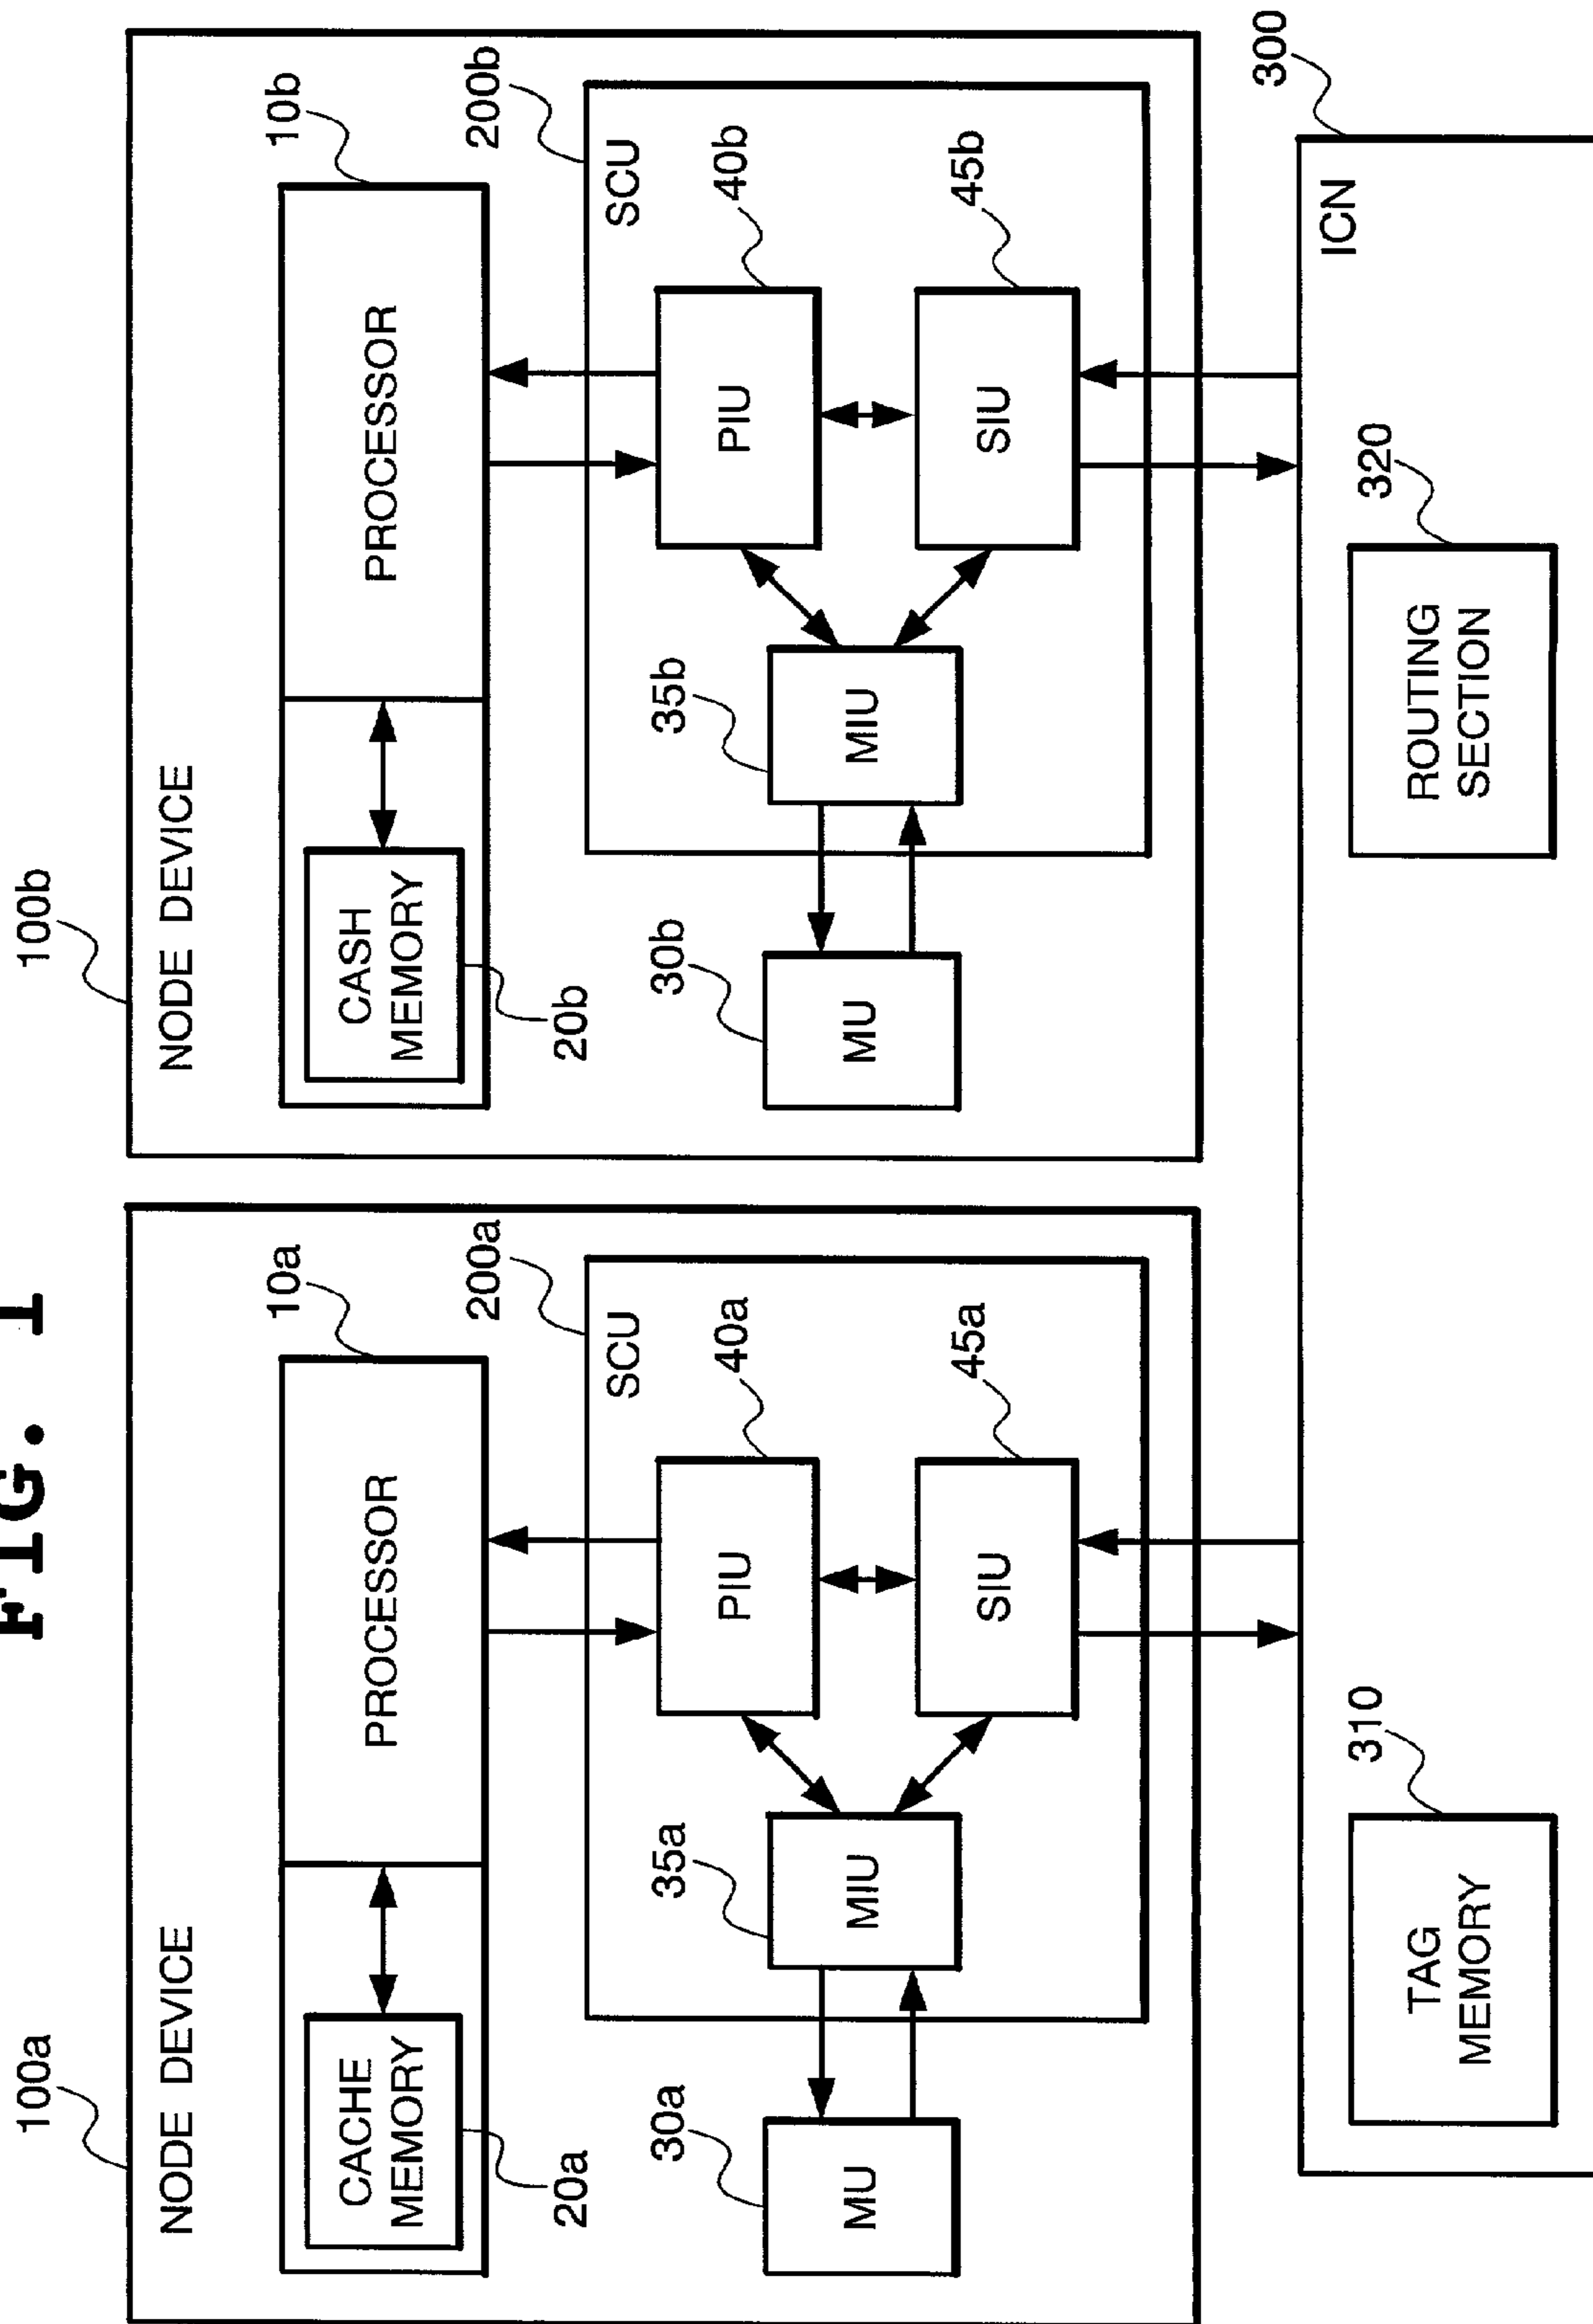 FIG. 1
100a
NODE DEVICE
10a
PROCESSOR
CACHE
MEMORY
20a
200a
SCU
40a
PIU
45a
SIU
35a
MIU
30a
MU
100b
NODE DEVICE
10b
PROCESSOR
CASH
MEMORY
20b
200b
SCU
40b
PIU
45b
SIU
35b
MIU
30b
MU
300
ICN
310
TAG
MEMORY
320
ROUTING
SECTION